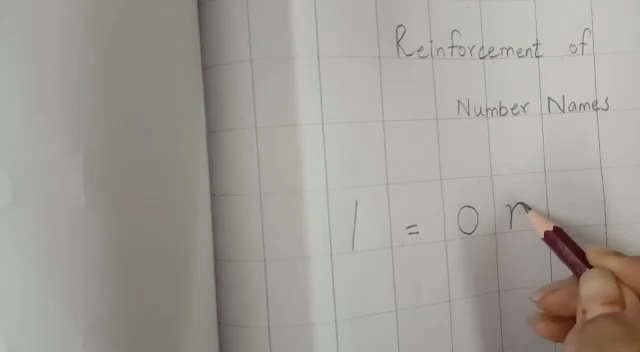 Reinforcement of
Number Names
1 = o n